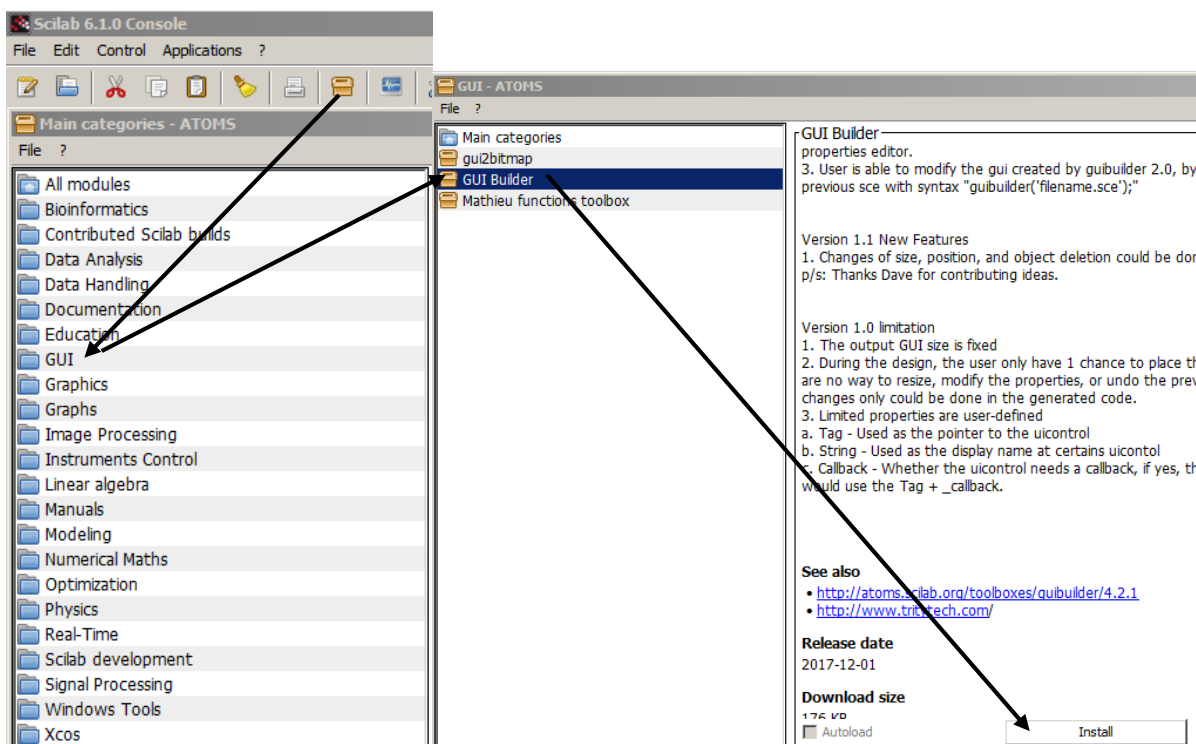 Scilab 6.1.0 Console
File Edit Control Applications ?
Main categories - ATOMS
File ?
All modules
Bioinformatics
Contributed Scilab builds
Data Analysis
Data Handling
Documentation
Education
GUI
Graphics
Graphs
Image Processing
Instruments Control
Linear algebra
Manuals
Modeling
Numerical Maths
Optimization
Physics
Real-Time
Scilab development
Signal Processing
Windows Tools
Xcos
GUI - ATOMS
File ?
Main categories
gui2bitmap
GUI Builder
Mathieu functions toolbox
GUI Builder
properties editor.
3. User is able to modify the gui created by guibuilder 2.0, by
previous sce with syntax "guibuilder('filename.sce');"
Version 1.1 New Features
1. Changes of size, position, and object deletion could be
p/s: Thanks Dave for contributing ideas.
Version 1.0 limitation
1. The output GUI size is fixed
2. During the design, the user only have 1 chance to place
are no way to resize, modify the properties, or undo the
changes only could be done in the generated code.
3. Limited properties are user-defined
a. Tag - Used as the pointer to the uicontrol
b. String - Used as the display name at certains uicontol
c. Callback - Whether the uicontrol needs a callback, if yes,
would use the Tag + _callback.
See also
• http://atoms.scilab.org/toolboxes/guibuilder/4.2.1
• http://www.tritytech.com/
Release date
2017-12-01
Download size
176 KB
Autoload
Install